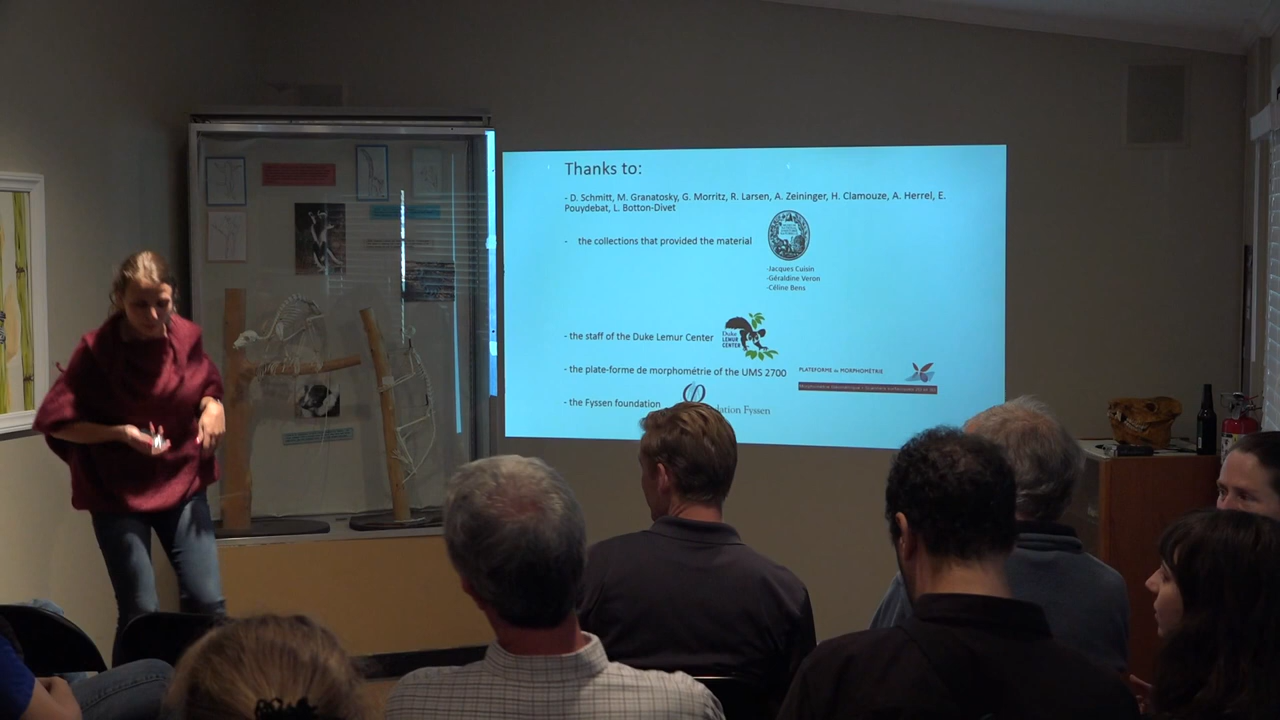 Thanks to:
- D. Schmitt, M. Granatosky, G. Morritz, R. Larsen, A. Zeininger, H. Clamouze, A. Herrel, E.
Pouydebat, L. Botton-Divet
- the collections that provided the material
-Jacques Cuisin
-Géraldine Veron
-Céline Bens
- the staff of the Duke Lemur Center
Duke
LEMUR
CENTER
- the plate-forme de morphométrie of the UMS 2700
PLATEFORME de MORPHOMÉTRIE
- the Fyssen foundation
dation Fyssen